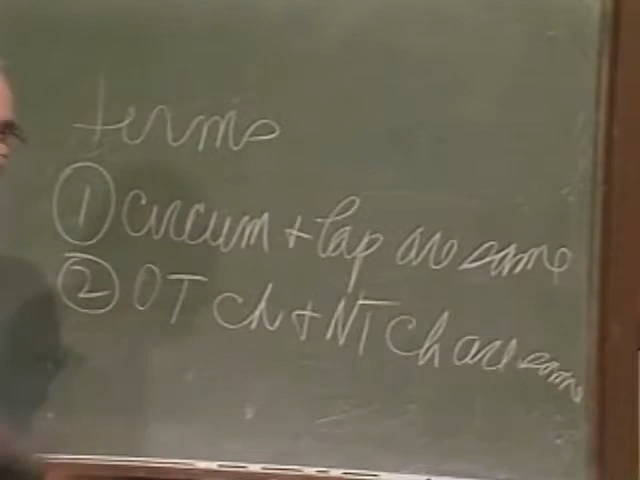 terms
① circum + bap are same
② OT Ch + NT Ch are same